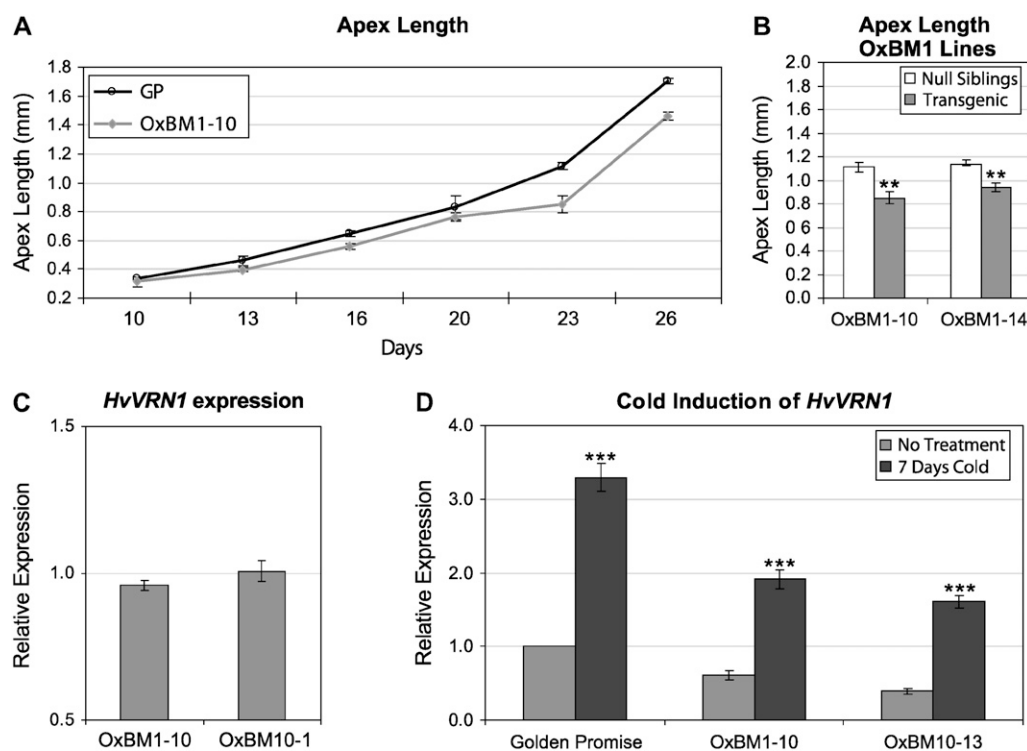 A
Apex Length
GP
OxBM1-10
Apex Length (mm)
1.8
1.6
1.4
1.2
1.0
0.8
0.6
0.4
0.2
10 13 16 20 23 26
Days
B
Apex Length
OxBM1 Lines
Null Siblings
Transgenic
Apex Length (mm)
2.0
1.8
1.6
1.4
1.2
1.0
0.8
0.6
0.4
0.2
0.0
** **
OxBM1-10 OxBM1-14
C
HvVRN1 expression
Relative Expression
1.5
1.0
0.5
OxBM1-10 OxBM10-1
D
Cold Induction of HvVRN1
No Treatment
7 Days Cold
Relative Expression
4.0
3.0
2.0
1.0
0.0
*** *** ***
Golden Promise OxBM1-10 OxBM10-13